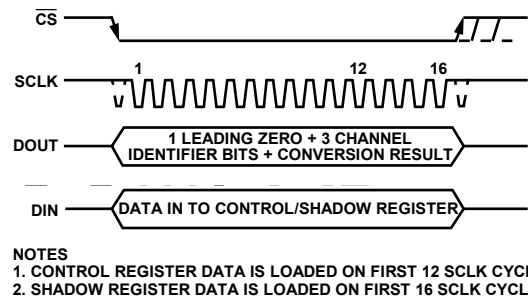 CS
1 12 16
SCLK
DOUT
1 LEADING ZERO + 3 CHANNEL
IDENTIFIER BITS + CONVERSION RESULT
DIN
DATA IN TO CONTROL/SHADOW REGISTER
NOTES
1. CONTROL REGISTER DATA IS LOADED ON FIRST 12 SCLK
2. SHADOW REGISTER DATA IS LOADED ON FIRST 16 SCLK